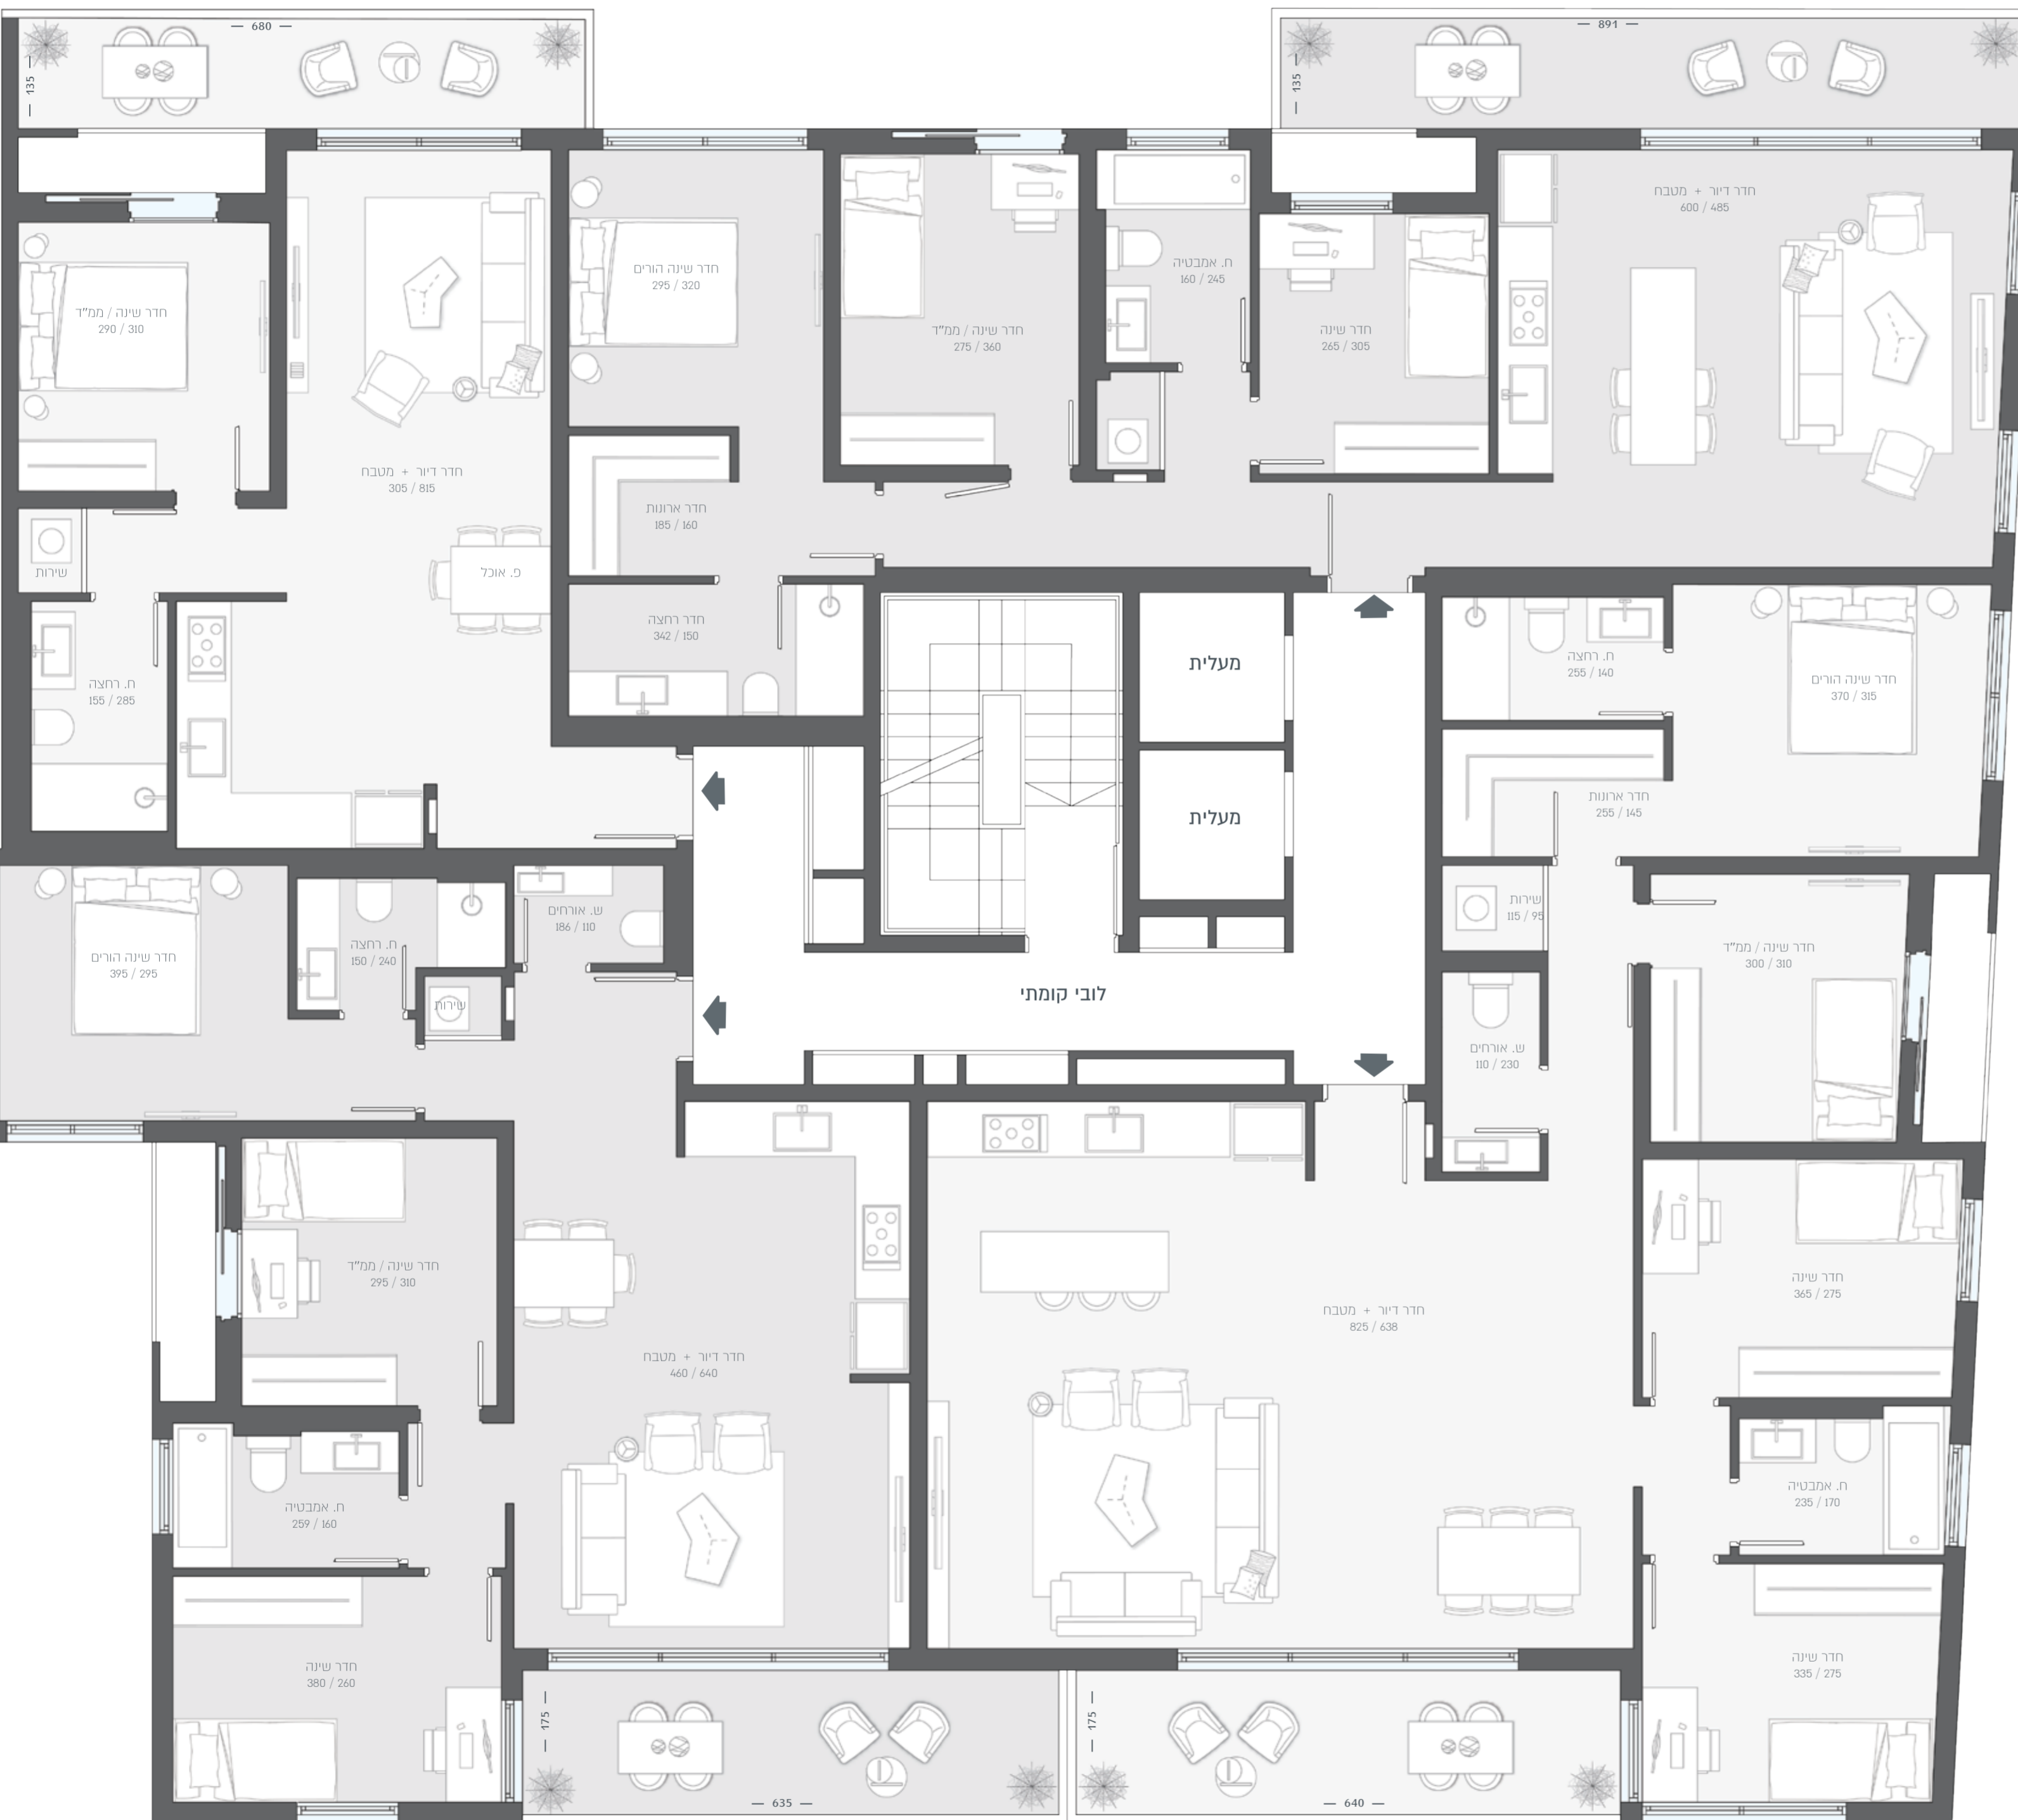 — 680 —
— 135 —
— 891 —
— 135 —
חדר דיור + מטבח
600 / 485
חדר שינה הורים
295 / 320
ח. אמבטיה
160 / 245
חדר שינה / ממ"ד
290 / 310
חדר שינה / ממ"ד
275 / 360
חדר שינה
265 / 305
חדר דיור + מטבח
305 / 815
חדר ארונות
185 / 160
שירות
פ. אוכל
חדר רחצה
342 / 150
ח. רחצה
155 / 285
מעלית
ח. רחצה
255 / 140
חדר שינה הורים
370 / 315
מעלית
חדר ארונות
255 / 145
שירות
115 / 95
ש. אורחים
186 / 110
ח. רחצה
150 / 240
חדר שינה הורים
395 / 295
חדר שינה / ממ"ד
300 / 310
שירות
לובי קומתי
ש. אורחים
110 / 230
חדר שינה / ממ"ד
295 / 310
חדר שינה
365 / 275
חדר דיור + מטבח
825 / 638
חדר דיור + מטבח
460 / 640
ח. אמבטיה
259 / 160
ח. אמבטיה
235 / 170
חדר שינה
380 / 260
חדר שינה
335 / 275
— 175 —
— 175 —
— 635 —
— 640 —